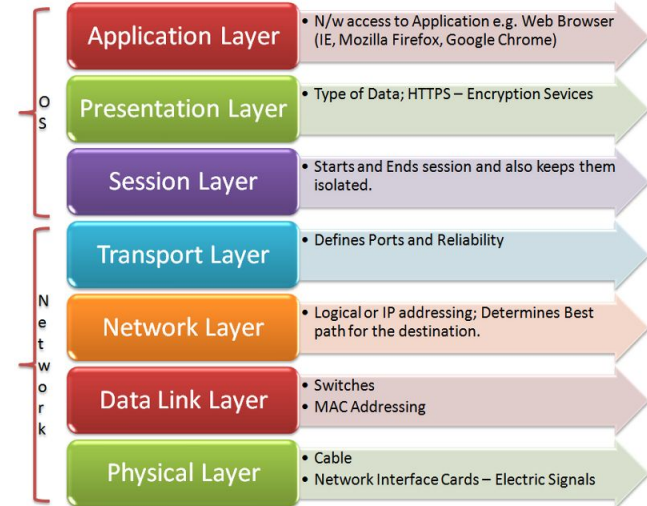 OS
Application Layer
• N/w access to Application e.g. Web Browser
(IE, Mozilla Firefox, Google Chrome)
Presentation Layer
• Type of Data; HTTPS – Encryption Sevices
Session Layer
• Starts and Ends session and also keeps them
isolated.
Network
Transport Layer
• Defines Ports and Reliability
Network Layer
• Logical or IP addressing; Determines Best
path for the destination.
Data Link Layer
• Switches
• MAC Addressing
Physical Layer
• Cable
• Network Interface Cards – Electric Signals